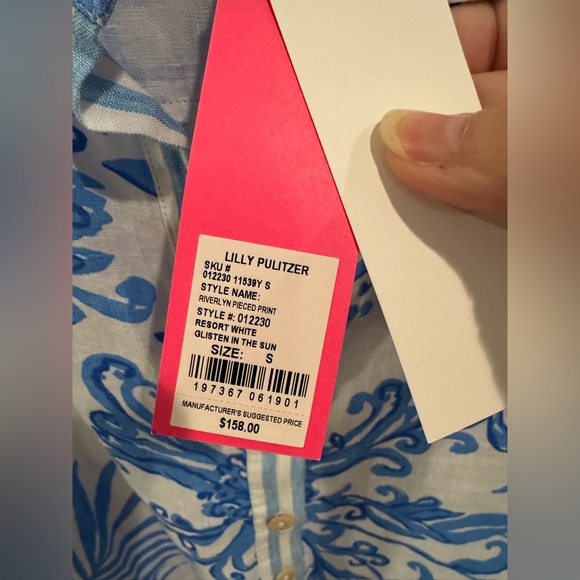 LILLY PULITZER
SKU #
012230 11539Y S
STYLE NAME:
RIVERLYN PIECED PRINT
STYLE #: 012230
RESORT WHITE
GLISTEN IN THE SUN
SIZE: S
197367 061901
MANUFACTURER'S SUGGESTED PRICE
$158.00